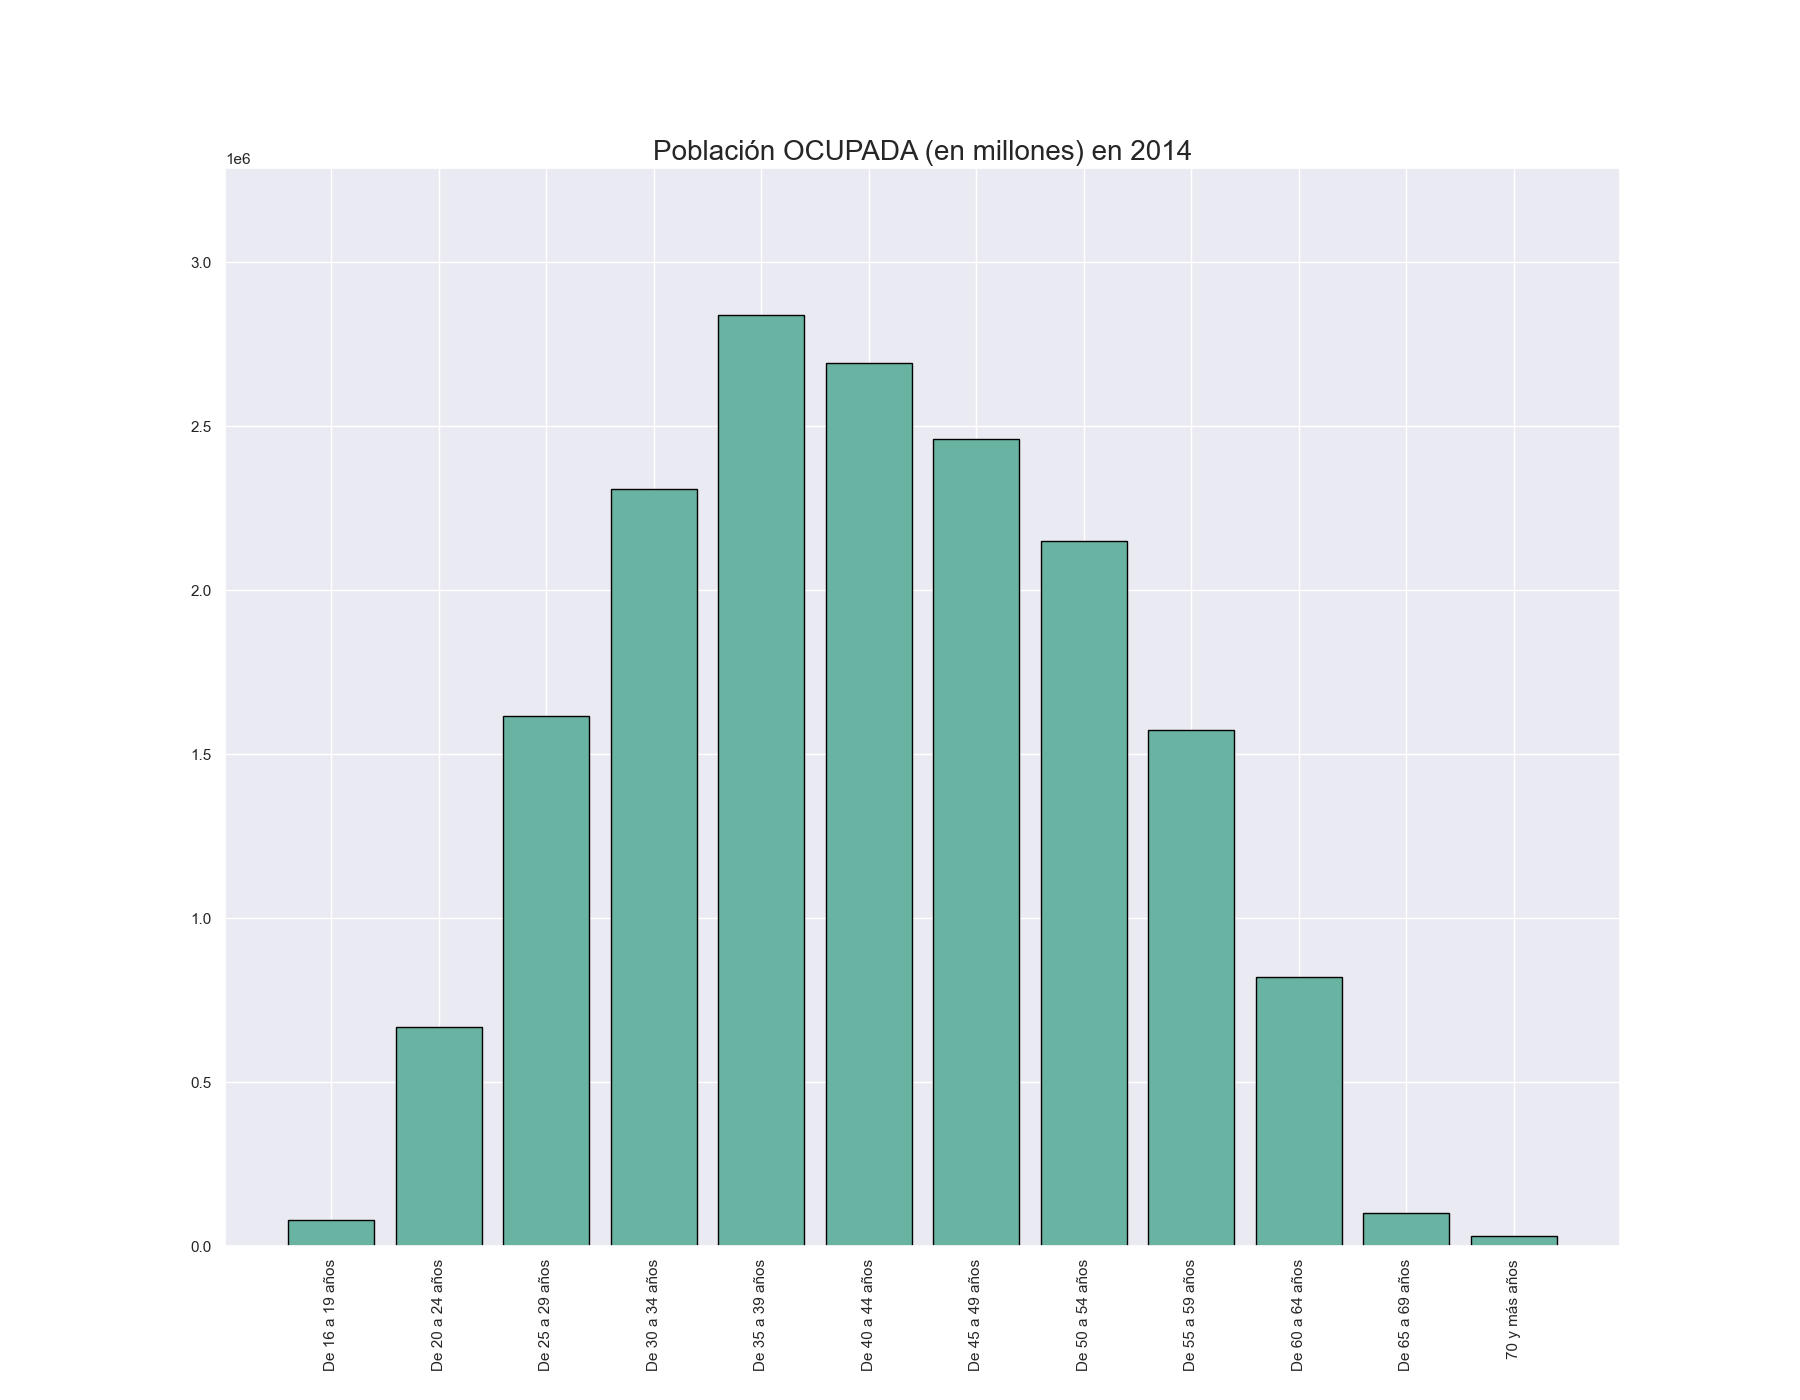 Población OCUPADA (en millones) en 2014
1e6
3.0
2.5
2.0
1.5
1.0
0.5
0.0
De 16 a 19 años
De 20 a 24 años
De 25 a 29 años
De 30 a 34 años
De 35 a 39 años
De 40 a 44 años
De 45 a 49 años
De 50 a 54 años
De 55 a 59 años
De 60 a 64 años
De 65 a 69 años
70 y más años